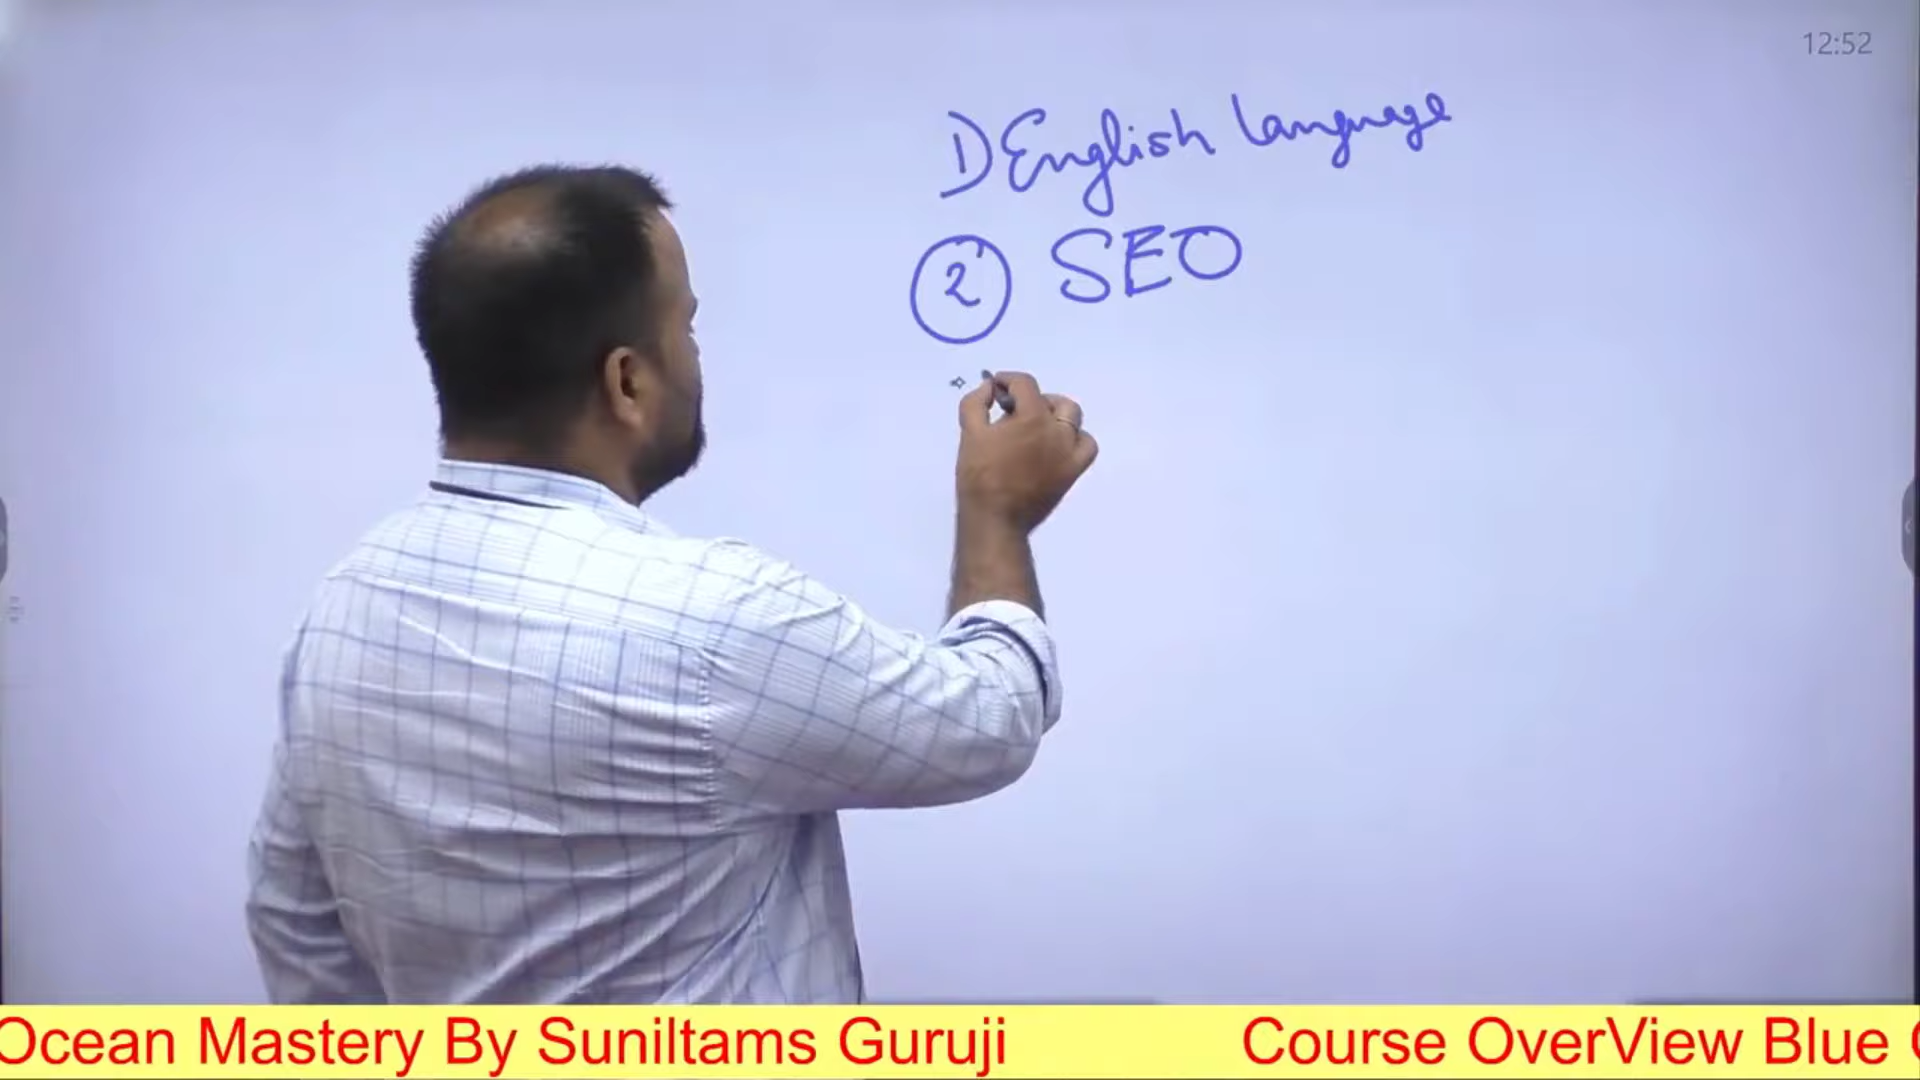 12:52
1) English Language
2 SEO
Ocean Mastery By Suniltams Guruji Course OverView Blue